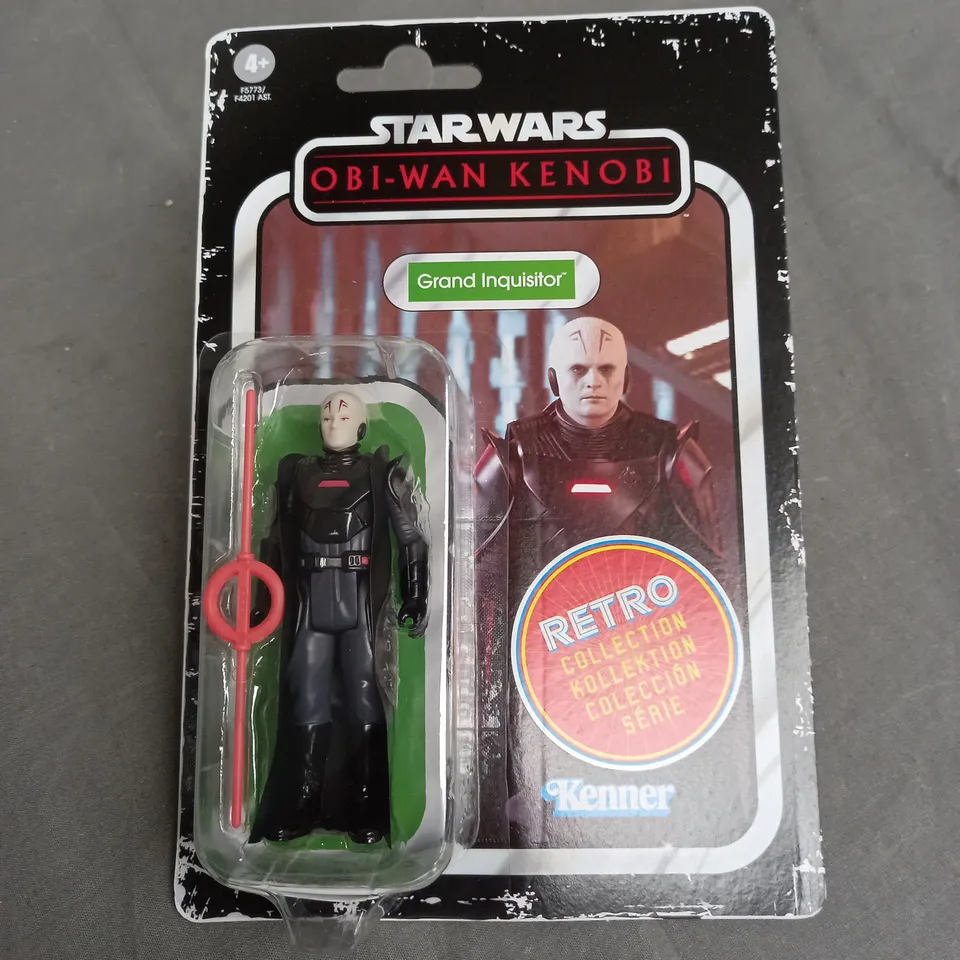 4+
F5773/
F4201 AST.
STAR WARS
OBI-WAN KENOBI
Grand Inquisitor™
RETRO
COLLECTION
KOLLEKTION
COLECCIÓN
SÉRIE
Kenner